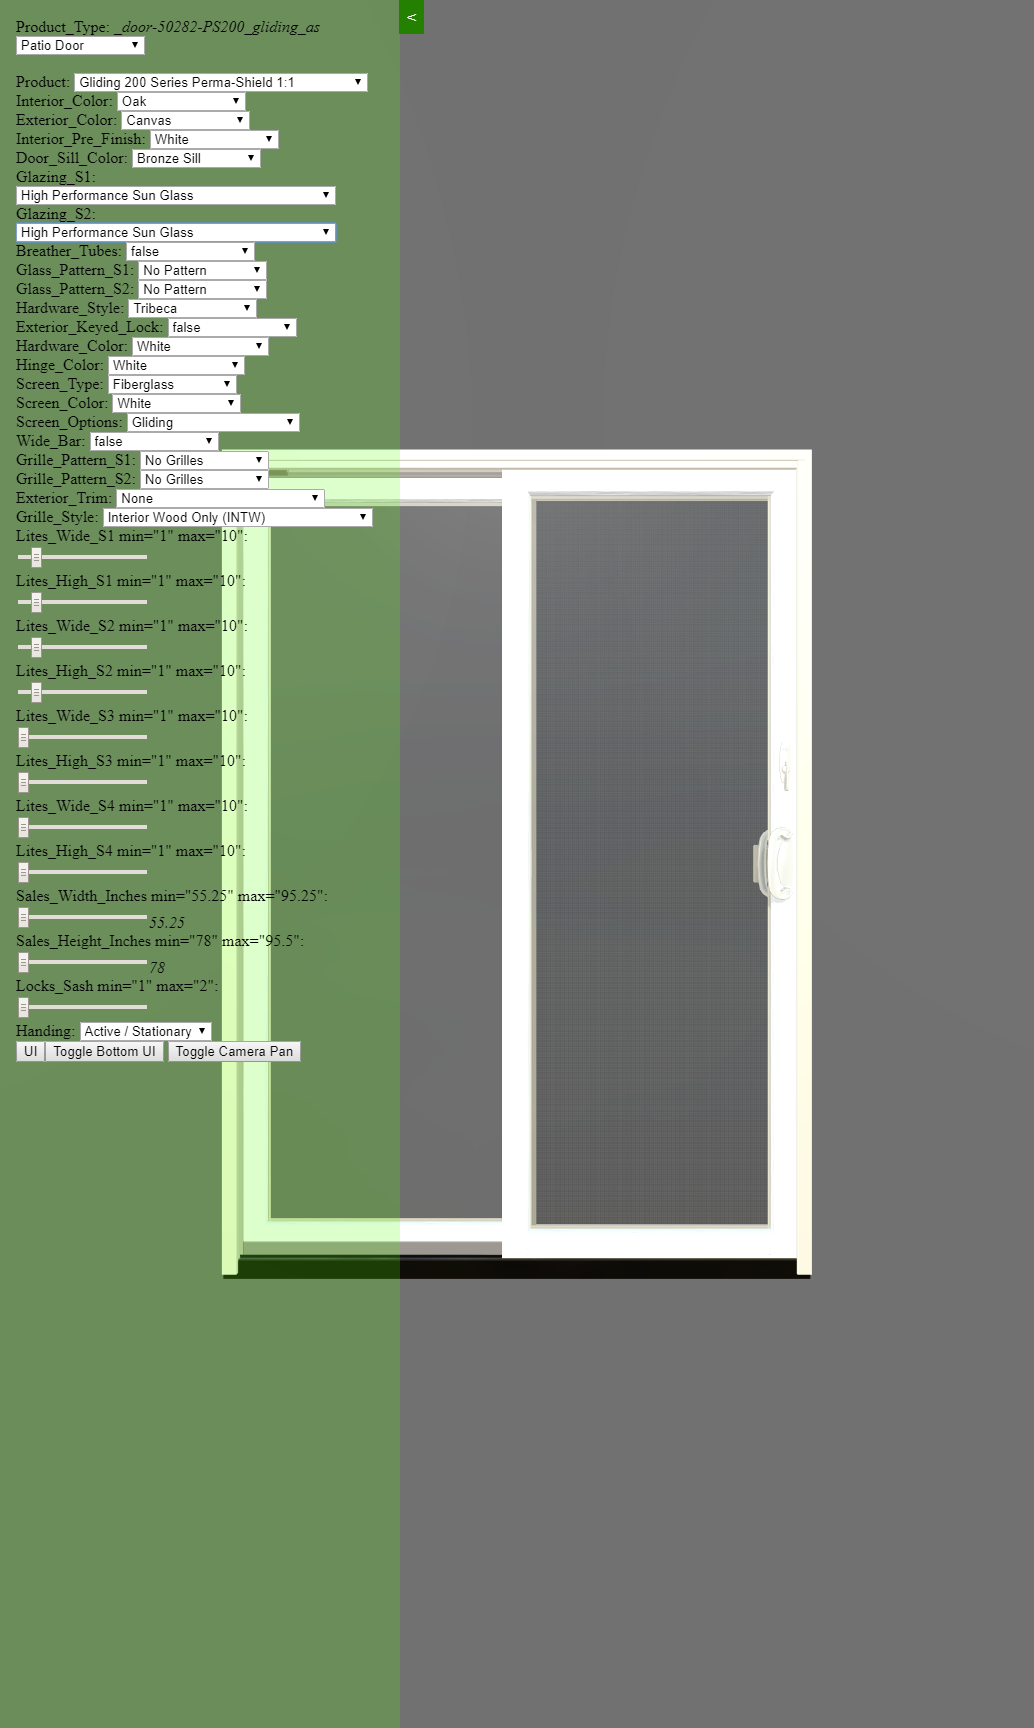 Product_Type: _door-50282-PS200_gliding_as
<
Patio Door
Product: Gliding 200 Series Perma-Shield 1:1
Interior_Color: Oak
Exterior_Color: Canvas
Interior_Pre_Finish: White
Door_Sill_Color: Bronze Sill
Glazing_S1:
High Performance Sun Glass
Glazing_S2:
High Performance Sun Glass
Breather_Tubes: false
Glass_Pattern_S1: No Pattern
Glass_Pattern_S2: No Pattern
Hardware_Style: Tribeca
Exterior_Keyed_Lock: false
Hardware_Color: White
Hinge_Color: White
Screen_Type: Fiberglass
Screen_Color: White
Screen_Options: Gliding
Wide_Bar: false
Grille_Pattern_S1: No Grilles
Grille_Pattern_S2: No Grilles
Exterior_Trim: None
Grille_Style: Interior Wood Only (INTW)
Lites_Wide_S1 min="1" max="10":
Lites_High_S1 min="1" max="10":
Lites_Wide_S2 min="1" max="10":
Lites_High_S2 min="1" max="10":
Lites_Wide_S3 min="1" max="10":
Lites_High_S3 min="1" max="10":
Lites_Wide_S4 min="1" max="10":
Lites_High_S4 min="1" max="10":
Sales_Width_Inches min="55.25" max="95.25":
55.25
Sales_Height_Inches min="78" max="95.5":
78
Locks_Sash min="1" max="2":
Handing: Active / Stationary
UI Toggle Bottom UI Toggle Camera Pan